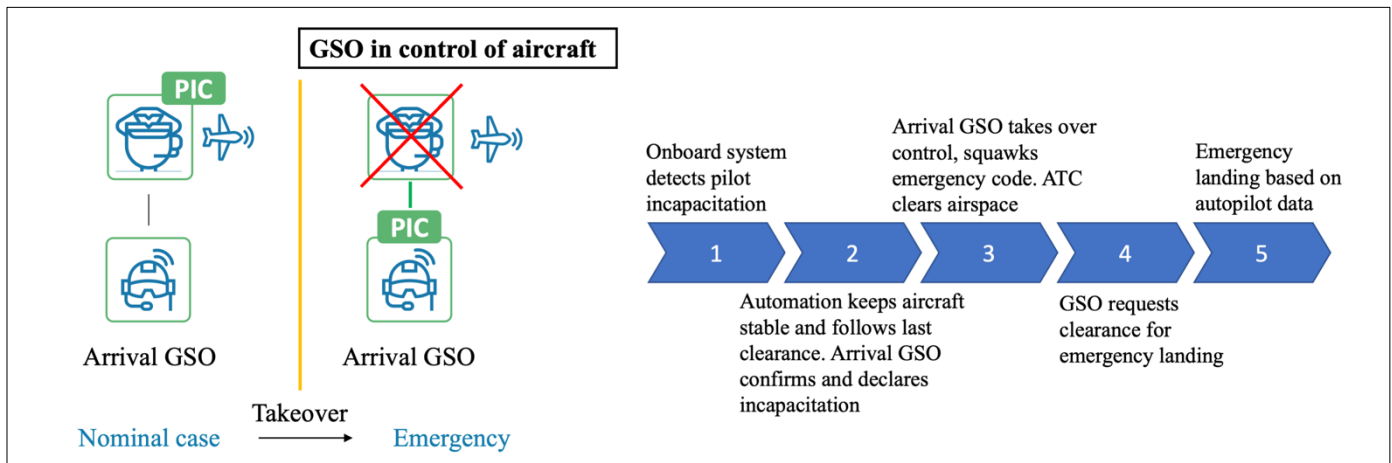 GSO in control of aircraft
PIC
PIC
Arrival GSO
Arrival GSO
Takeover
Nominal case
Emergency
Onboard system
detects pilot
incapacitation
1
Automation keeps aircraft
stable and follows last
clearance. Arrival GSO
confirms and declares
incapacitation
2
Arrival GSO takes over
control, squawks
emergency code. ATC
clears airspace
3
GSO requests
clearance for
emergency landing
4
Emergency
landing based on
autopilot data
5